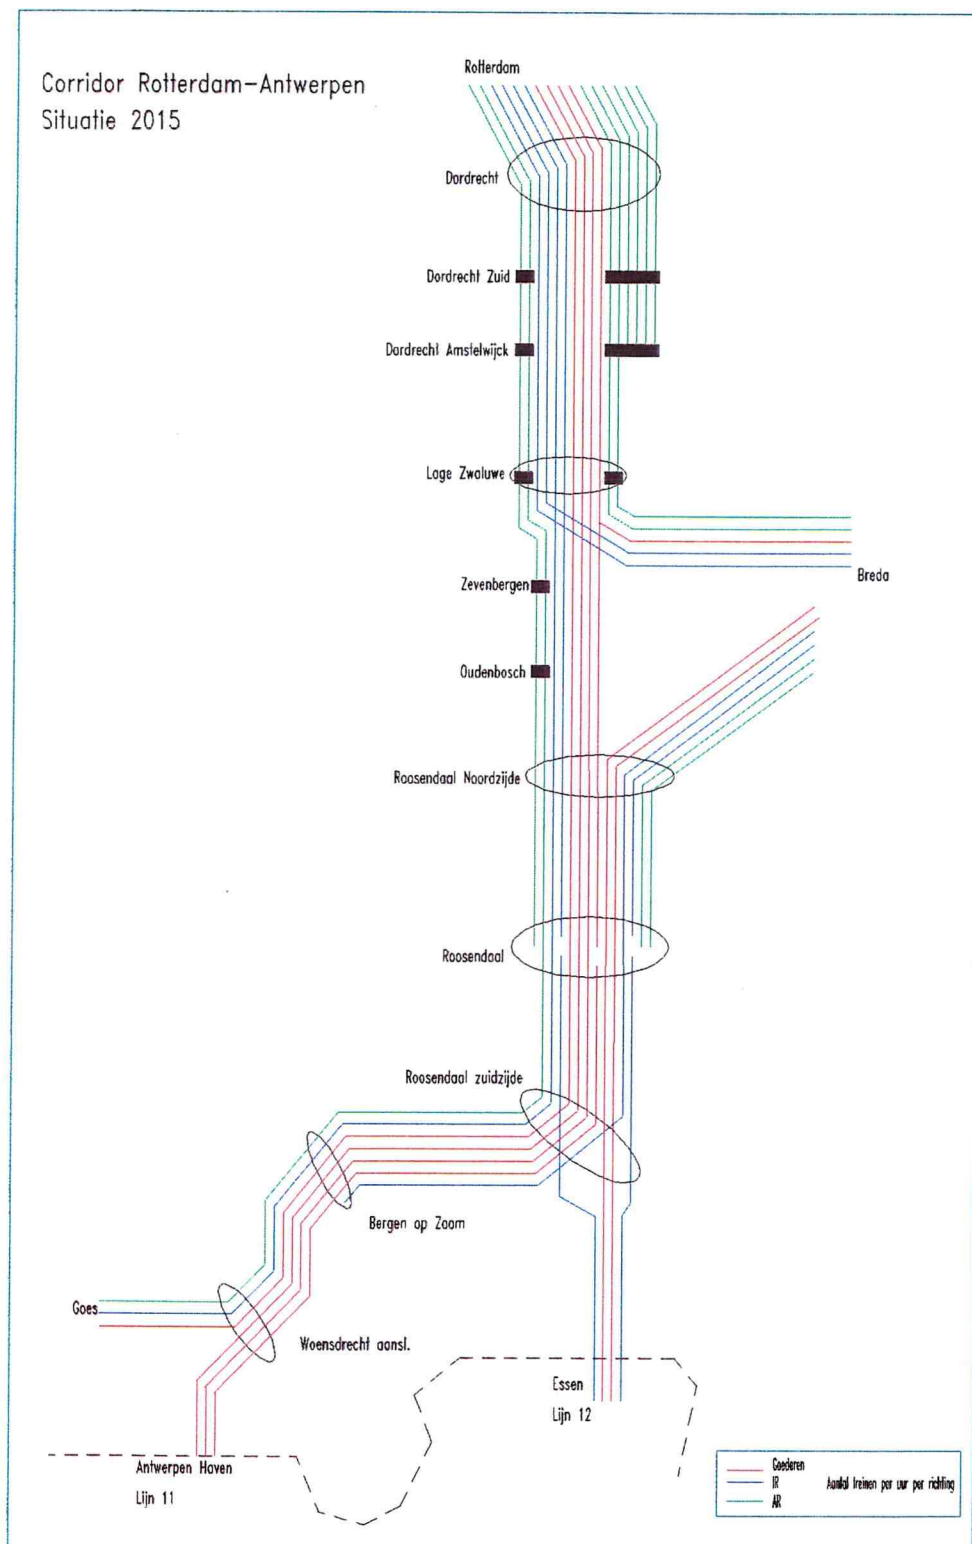 Corridor Rotterdam-Antwerpen
Situatie 2015
Rotterdam
Dordrecht
Dordrecht Zuid
Dordrecht Amstelwijck
Lage Zwaluwe
Zevenbergen
Breda
Oudenbosch
Roosendaal Noordzijde
Roosendaal
Roosendaal zuidzijde
Bergen op Zoom
Goes
Woensdrecht aansl.
Essen
Lijn 12
Antwerpen Haven
Lijn 11
Goederen
IR Aantal treinen per uur per richting
AR